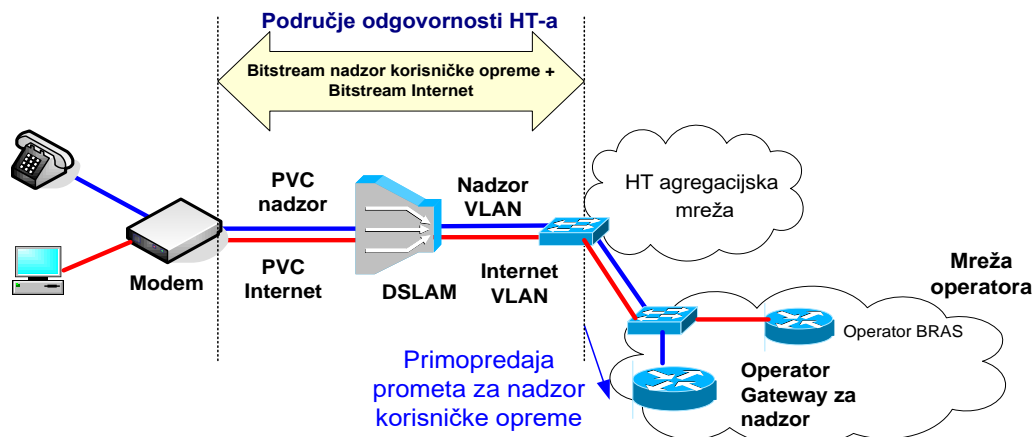 Područje odgovornosti HT-a
Bitstream nadzor korisničke opreme +
Bitstream Internet
HT agregacijska
mreža
PVC
nadzor
Nadzor
VLAN
Modem
PVC
Internet
DSLAM
Internet
VLAN
Mreža
operatora
Operator BRAS
Primopredaja
prometa za nadzor
korisničke opreme
Operator
Gateway za
nadzor